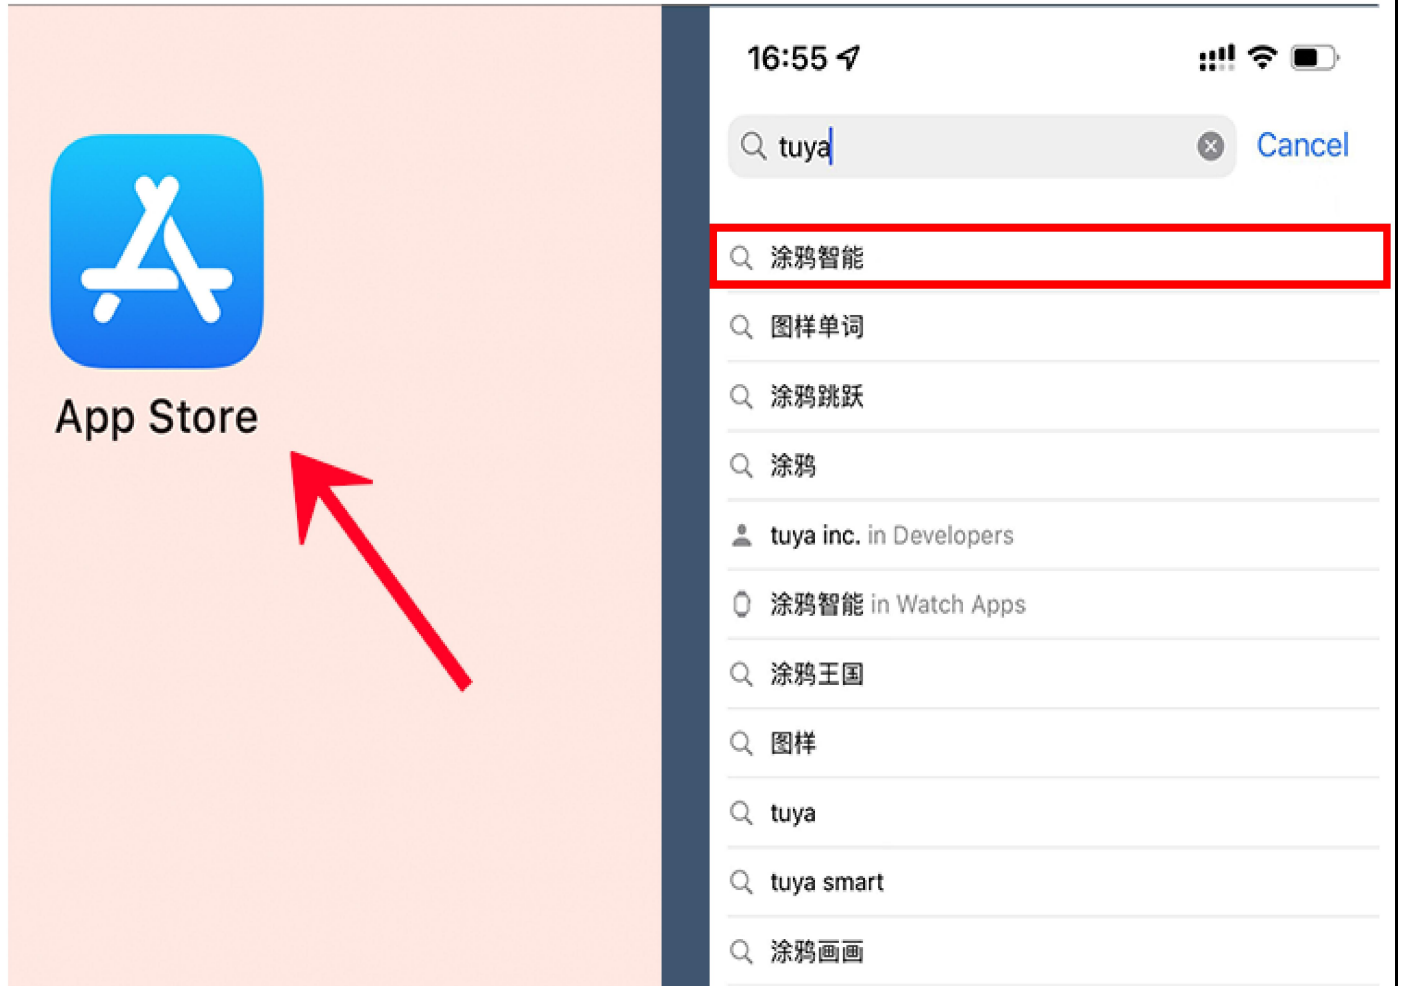 App Store
16:55
tuya
Cancel
涂鸦智能
图样单词
涂鸦跳跃
涂鸦
tuya inc. in Developers
涂鸦智能 in Watch Apps
涂鸦王国
图样
tuya
tuya smart
涂鸦画画